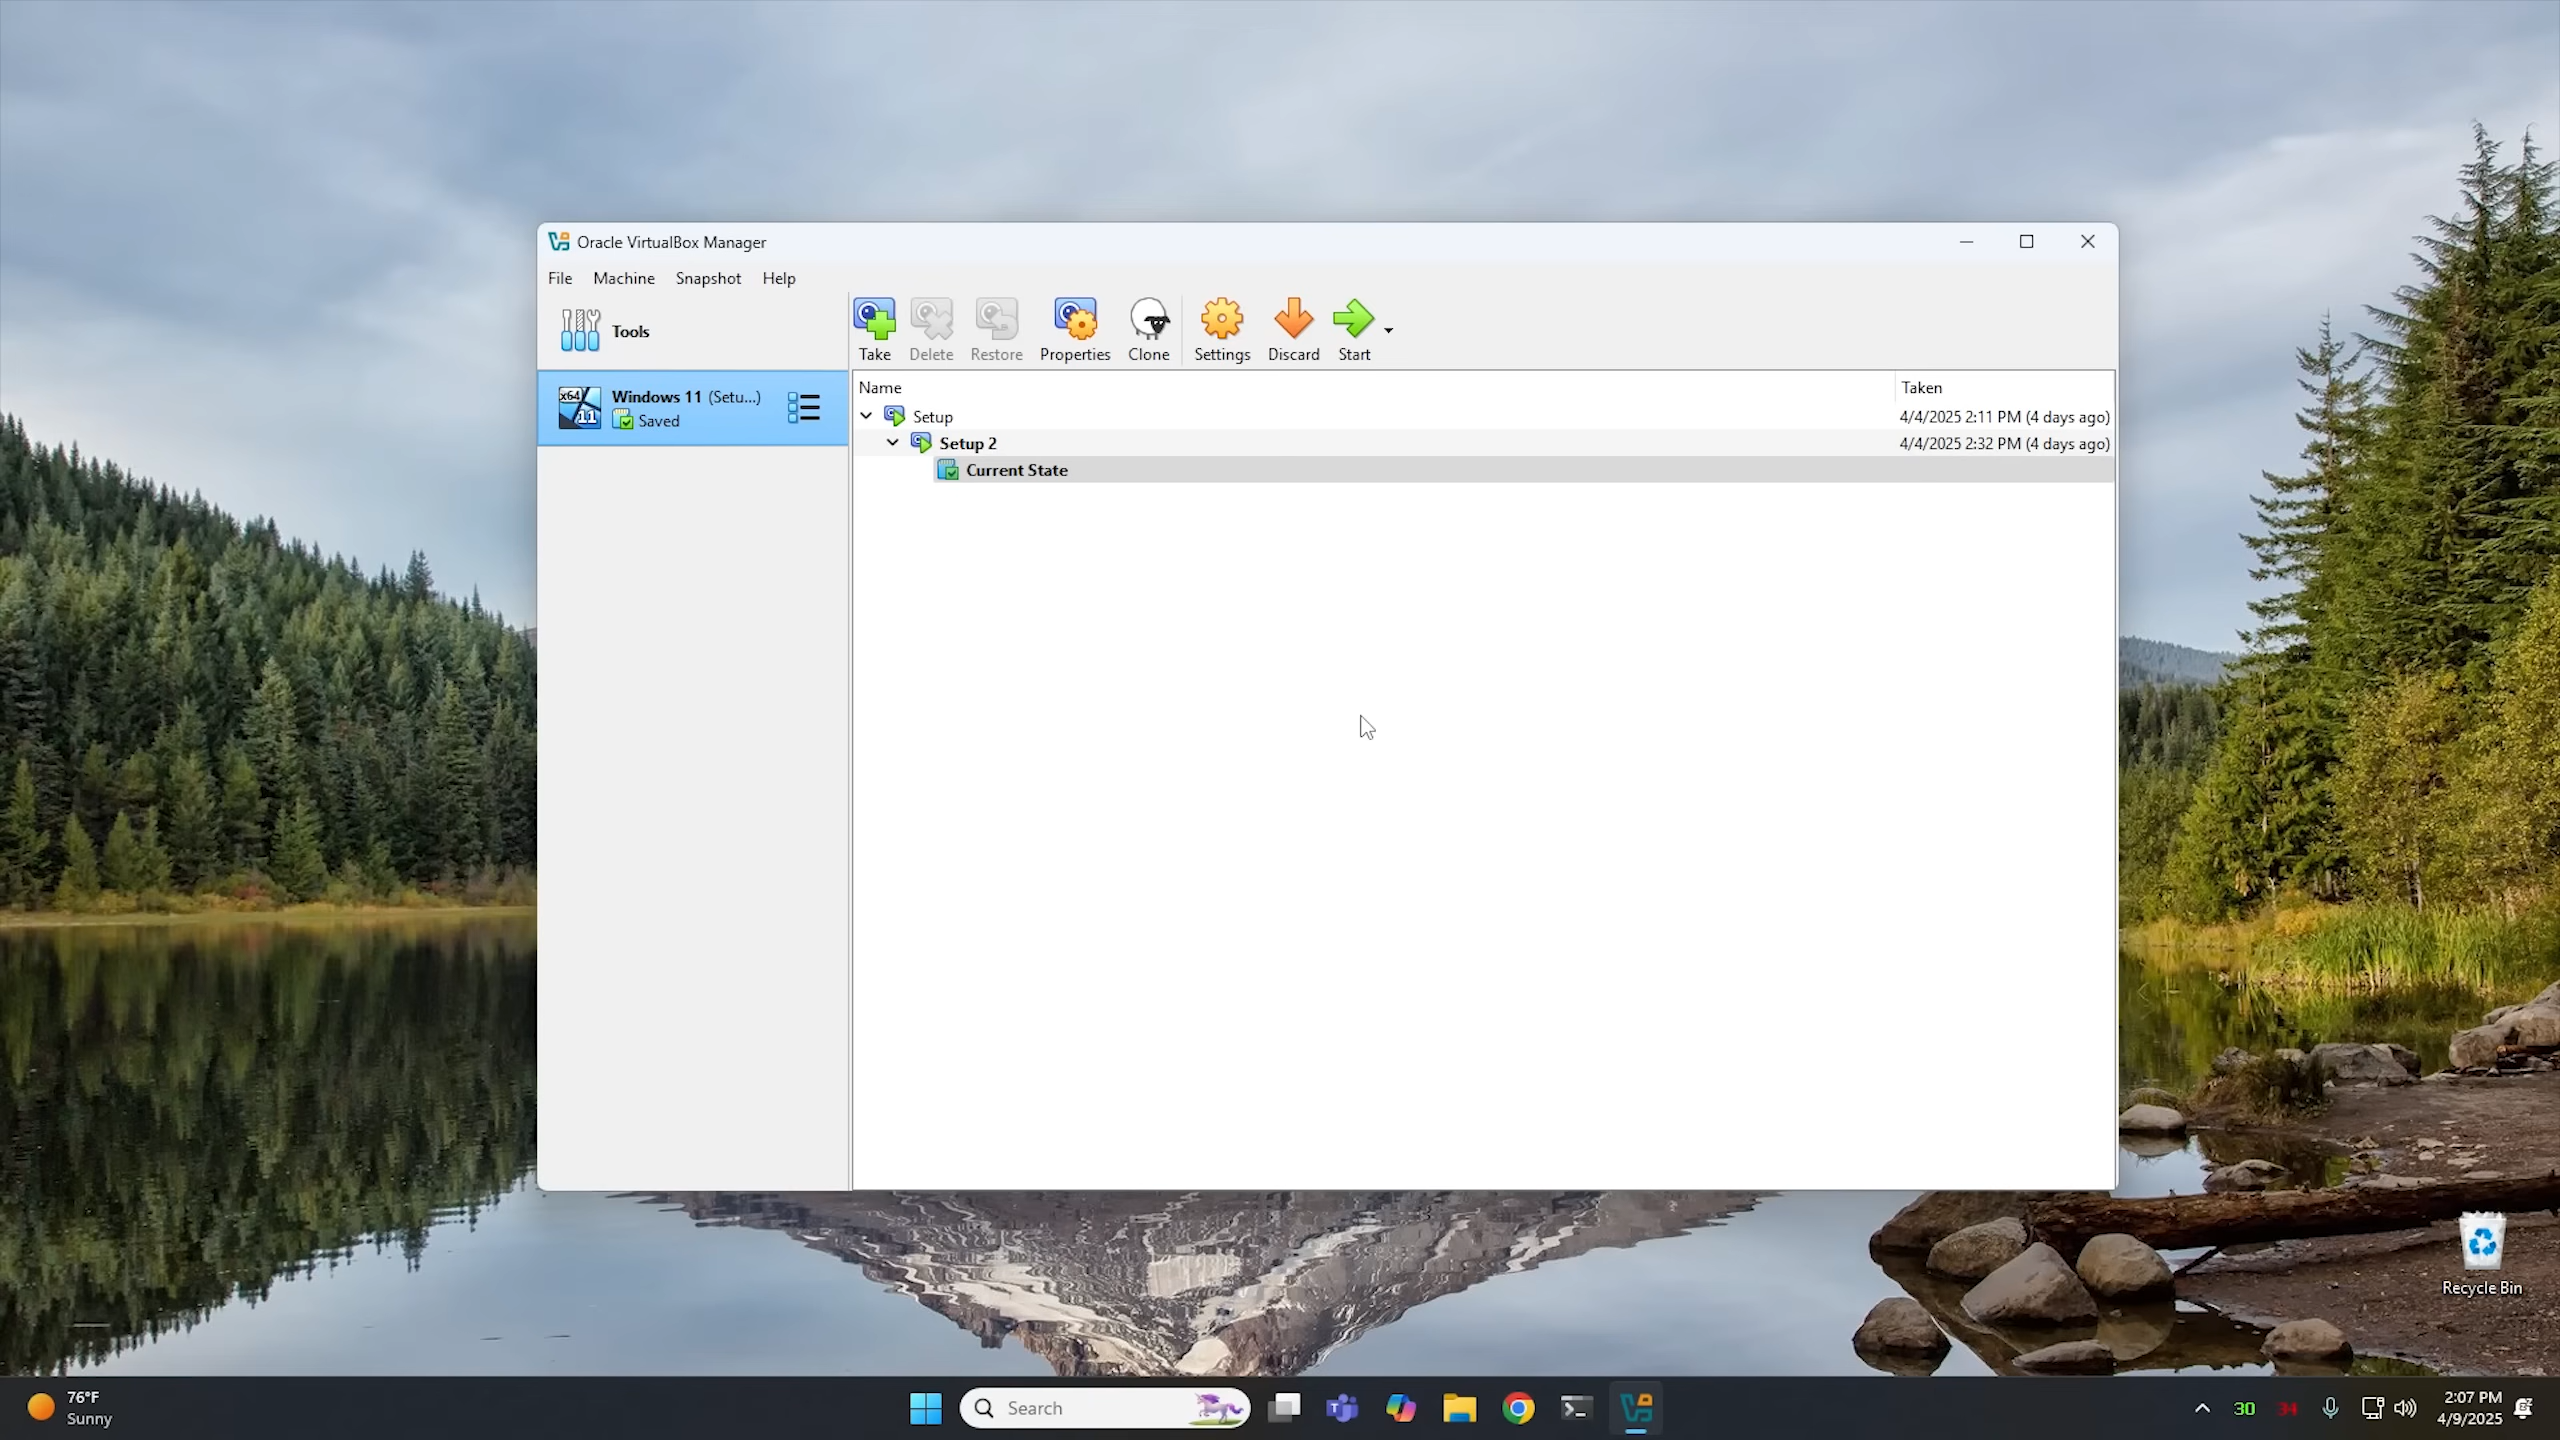 Oracle VirtualBox Manager
File Machine Snapshot Help
Tools
Take Delete Restore Properties Clone Settings Discard Start
x64 11
Windows 11 (Setu...)
Saved
Name Taken
Setup 4/4/2025 2:11 PM (4 days ago)
Setup 2 4/4/2025 2:32 PM (4 days ago)
Current State
Recycle Bin
76°F
Sunny
Search
30 34
2:07 PM
4/9/2025